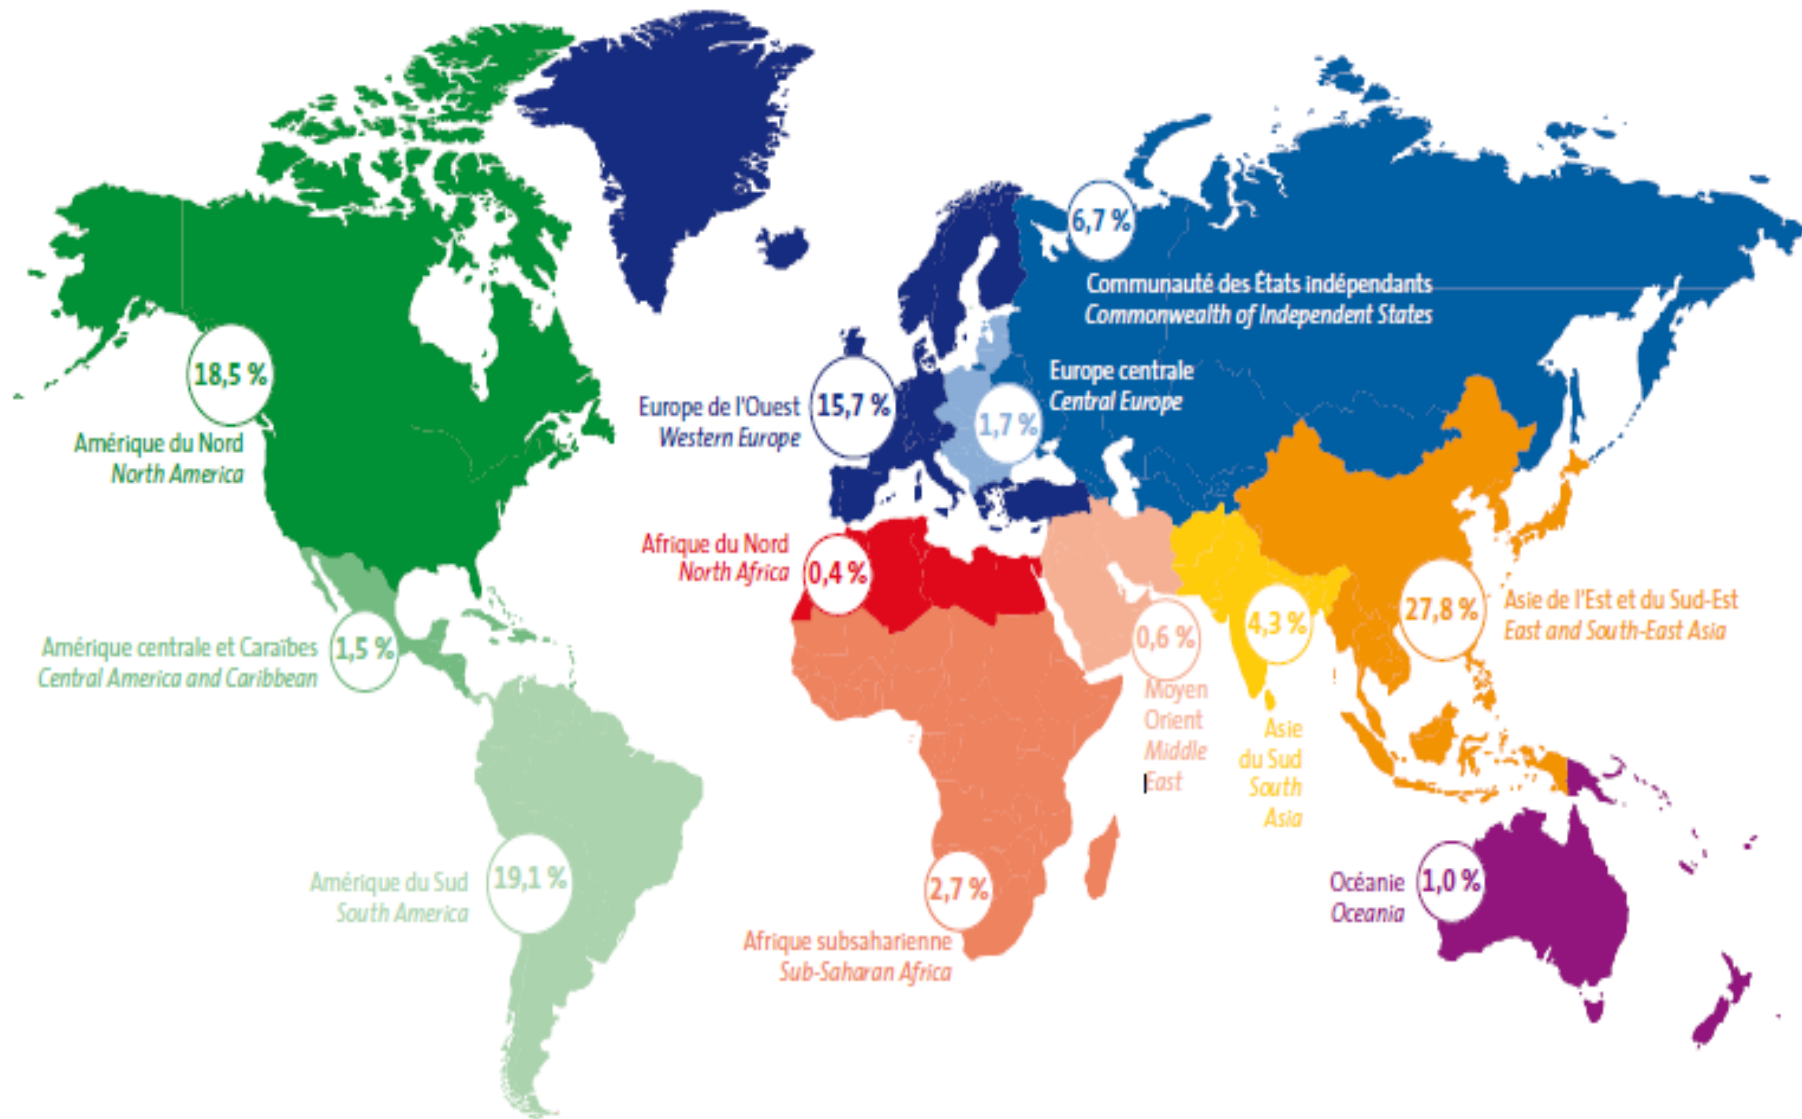 6,7 %
Communauté des États indépendants
Commonwealth of Independent States
18,5 %
Amérique du Nord
North America
Europe de l'Ouest
Western Europe
15,7 %
Europe centrale
Central Europe
1,7 %
Afrique du Nord
North Africa
0,4 %
Amérique centrale et Caraïbes
Central America and Caribbean
1,5 %
0,6 %
Moyen
Orient
Middle
East
4,3 %
Asie
du Sud
South
Asia
27,8 %
Asie de l'Est et du Sud-Est
East and South-East Asia
Amérique du Sud
South America
19,1 %
2,7 %
Afrique subsaharienne
Sub-Saharan Africa
Océanie
Oceania
1,0 %